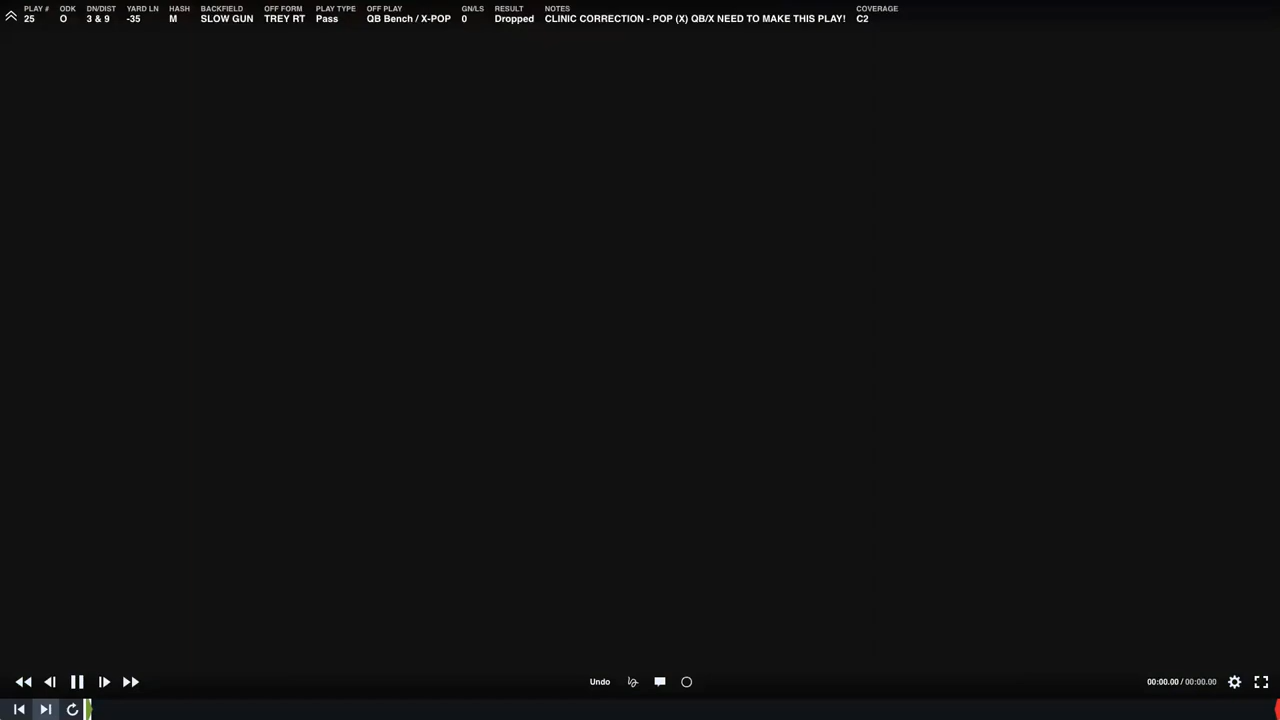 PLAY # ODK DN/DIST YARD LN HASH BACKFIELD OFF FORM PLAY TYPE OFF PLAY GN/LS RESULT NOTES COVERAGE
25 O 3 & 9 -35 M SLOW GUN TREY RT Pass QB Bench / X-POP 0 Dropped CLINIC CORRECTION - POP (X) QB/X NEED TO MAKE THIS PLAY! C2
Undo 00:00.00 / 00:00.00